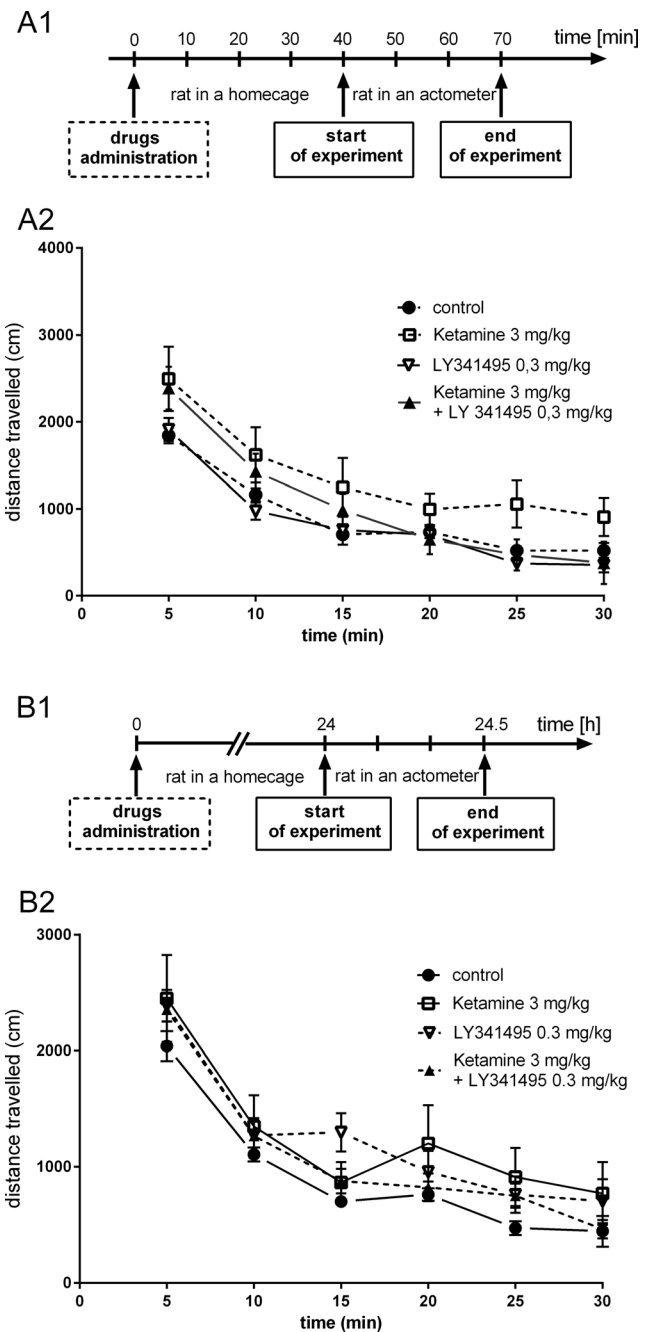 A1
0 10 20 30 40 50 60 70 time [min]
rat in a homecage rat in an actometer
drugs
administration
start
of experiment
end
of experiment
A2
distance travelled (cm)
4000
3000
2000
1000
0
control
Ketamine 3 mg/kg
LY341495 0,3 mg/kg
Ketamine 3 mg/kg
+ LY 341495 0,3 mg/kg
0 5 10 15 20 25 30
time (min)
B1
0 24 24.5 time [h]
rat in a homecage rat in an actometer
drugs
administration
start
of experiment
end
of experiment
B2
distance travelled (cm)
3000
2000
1000
0
control
Ketamine 3 mg/kg
LY341495 0.3 mg/kg
Ketamine 3 mg/kg
+ LY341495 0.3 mg/kg
0 5 10 15 20 25 30
time (min)